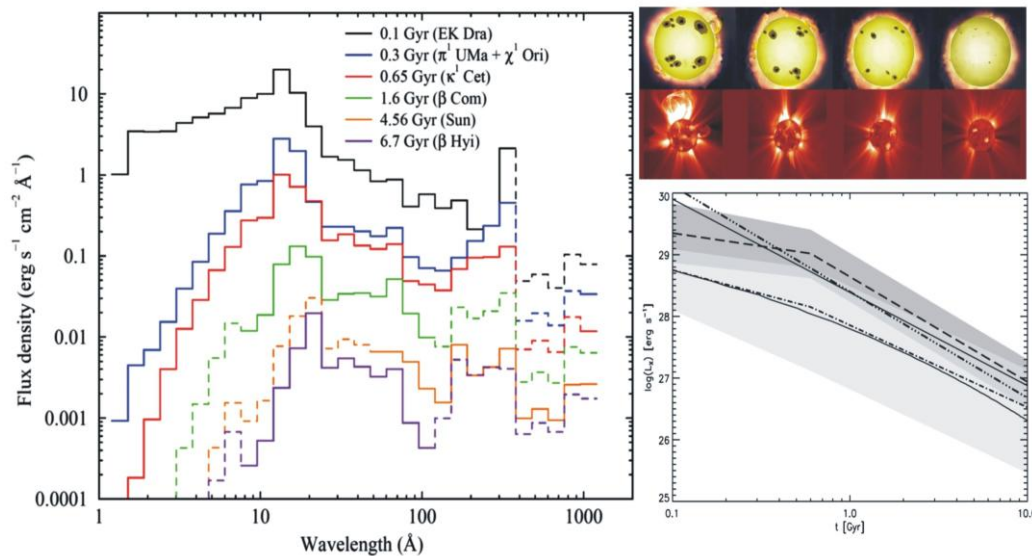 0.1 Gyr (EK Dra)
0.3 Gyr (π¹ UMa + χ¹ Ori)
0.65 Gyr (κ¹ Cet)
1.6 Gyr (β Com)
4.56 Gyr (Sun)
6.7 Gyr (β Hyi)
Flux density (erg s⁻¹ cm⁻² Å⁻¹)
10
1
0.1
0.01
0.001
0.0001
1
10
100
1000
Wavelength (Å)
log(Lₓ) [erg s⁻¹]
30
29
28
27
26
25
0.1
1.0
10.0
t [Gyr]